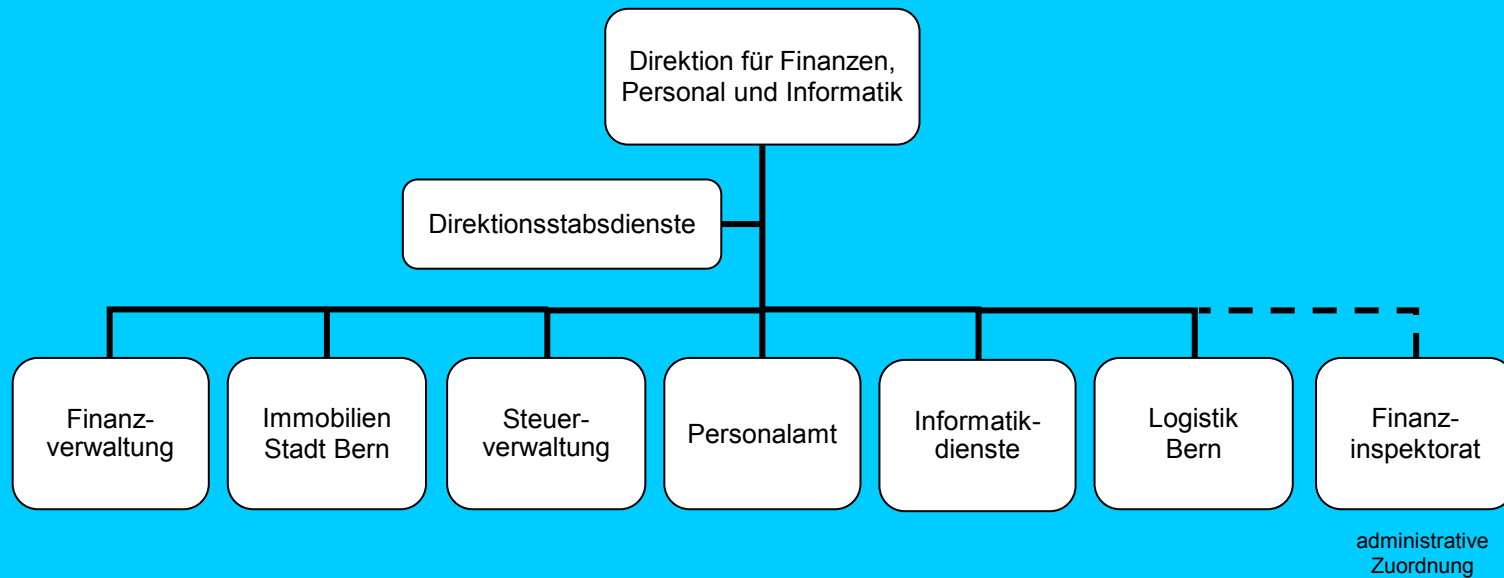 Direktion für Finanzen,
Personal und Informatik
Direktionsstabsdienste
Finanz-
verwaltung
Immobilien
Stadt Bern
Steuer-
verwaltung
Personalamt
Informatik-
dienste
Logistik
Bern
Finanz-
inspektorat
administrative
Zuordnung